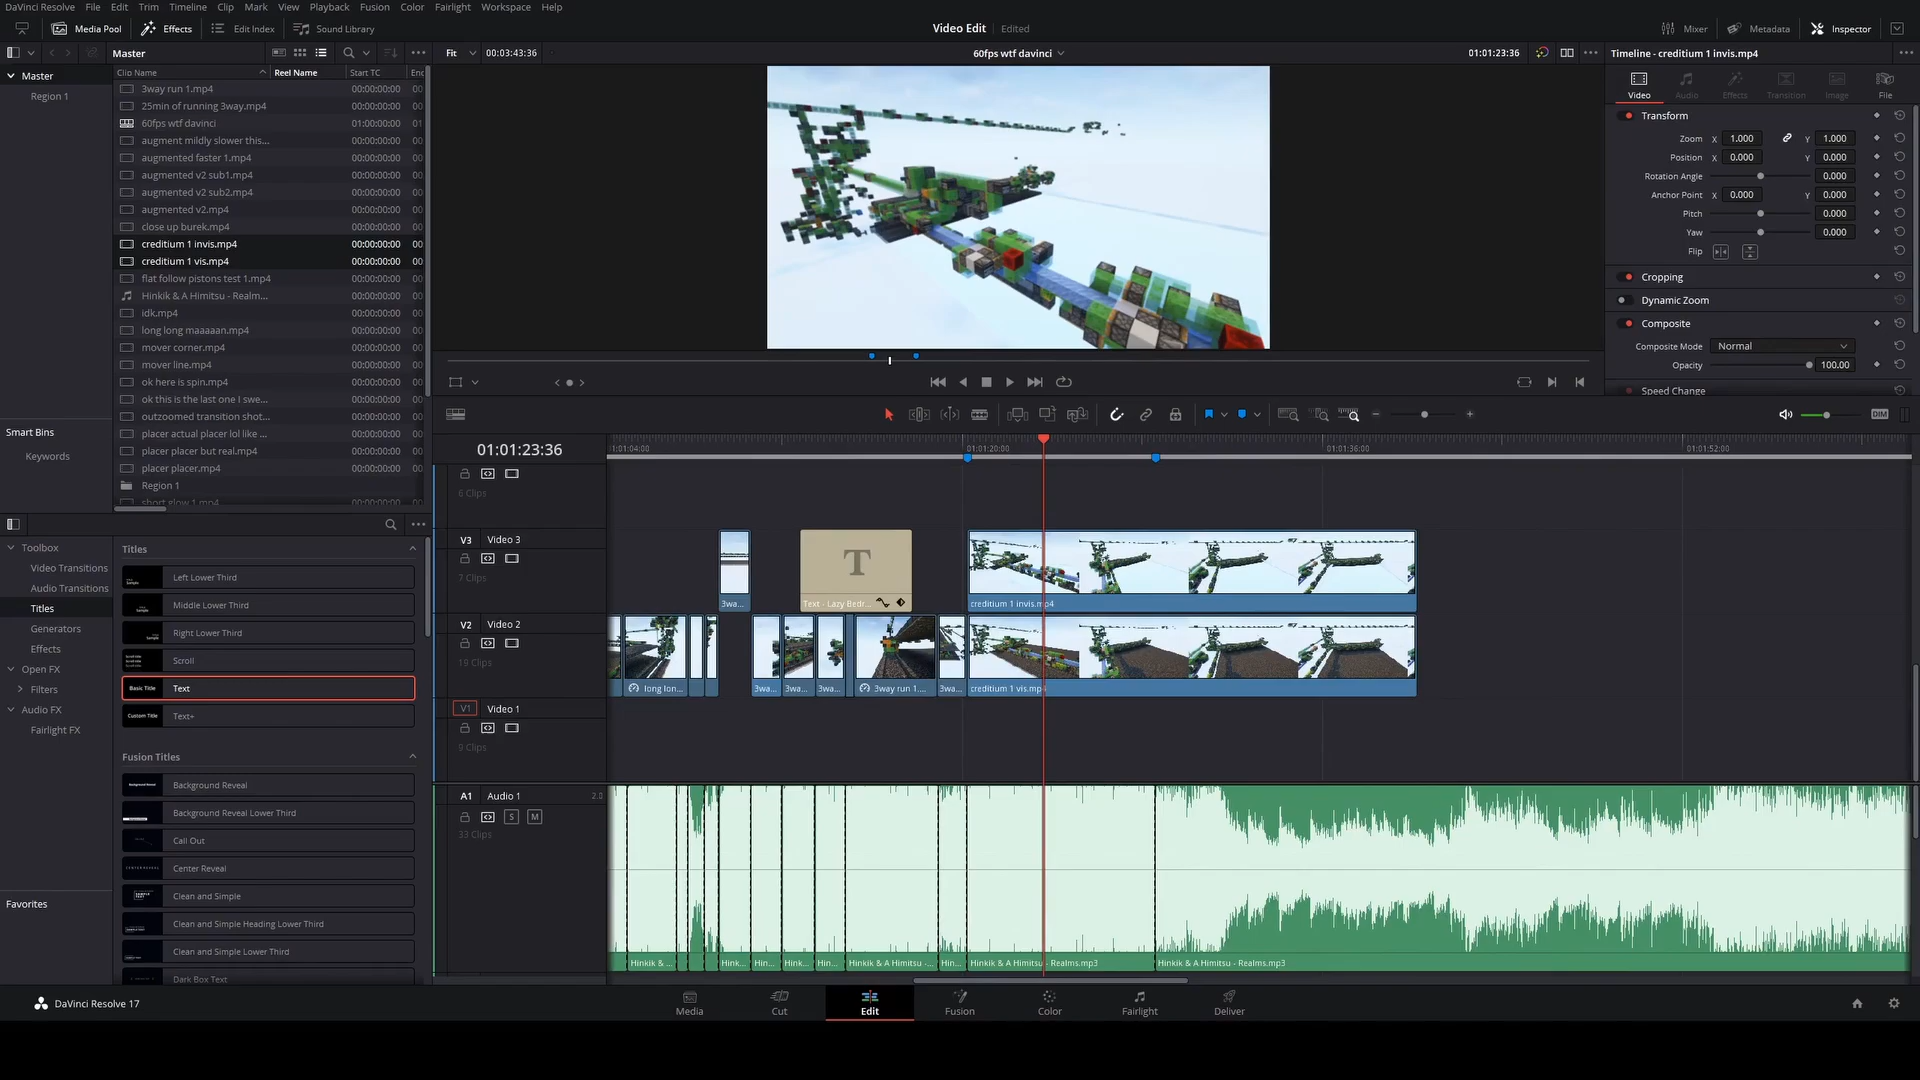 DaVinci Resolve File Edit Trim Timeline Clip Mark View Playback Fusion Color Fairlight Workspace Help
Media Pool Effects Edit Index Sound Library Video Edit Edited Mixer Metadata Inspector
Master Fit 00:03:43:36 60fps wtf davinci 01:01:23:36 Timeline - creditium 1 invis.mp4
Master
Region 1
Clip Name Reel Name Start TC Enc
3way run 1.mp4 00:00:00:00 00
25min of running 3way.mp4 00:00:00:00 00
60fps wtf davinci 01:00:00:00 01
augment mildly slower this... 00:00:00:00 00
augmented faster 1.mp4 00:00:00:00 00
augmented v2 sub1.mp4 00:00:00:00 00
augmented v2 sub2.mp4 00:00:00:00 00
augmented v2.mp4 00:00:00:00 00
close up burek.mp4 00:00:00:00 00
creditium 1 invis.mp4 00:00:00:00 00
creditium 1 vis.mp4 00:00:00:00 00
flat follow pistons test 1.mp4 00:00:00:00 00
Hinkik & A Himitsu - Realm... 00:00:00:00 00
idk.mp4 00:00:00:00 00
long long maaaaan.mp4 00:00:00:00 00
mover corner.mp4 00:00:00:00 00
mover line.mp4 00:00:00:00 00
ok here is spin.mp4 00:00:00:00 00
ok this is the last one I swe... 00:00:00:00 00
outzoomed transition shot... 00:00:00:00 00
placer actual placer lol like ... 00:00:00:00 00
placer placer but real.mp4 00:00:00:00 00
placer placer.mp4 00:00:00:00 00
Region 1
short glow 1.mp4 00:00:00:00 00
Smart Bins
Keywords
Video Audio Effects Transition Image File
Transform
Zoom X 1.000 Y 1.000
Position X 0.000 Y 0.000
Rotation Angle 0.000
Anchor Point X 0.000 Y 0.000
Pitch 0.000
Yaw 0.000
Flip
Cropping
Dynamic Zoom
Composite
Composite Mode Normal
Opacity 100.00
Speed Change
DIM
Toolbox
Video Transitions
Audio Transitions
Titles
Generators
Effects
Open FX
Filters
Audio FX
Fairlight FX
Favorites
Titles
Left Lower Third
Middle Lower Third
Right Lower Third
Scroll
Basic Title Text
Custom Title Text+
Fusion Titles
Background Reveal
Background Reveal Lower Third
Call Out
Center Reveal
Clean and Simple
Clean and Simple Heading Lower Third
Clean and Simple Lower Third
Dark Box Text
01:01:23:36 01:01:04:00 01:01:20:00 01:01:36:00 01:01:52:00
6 Clips
V3 Video 3
7 Clips
T
3wa... Text - Lazy Bedr... creditium 1 invis.mp4
V2 Video 2
19 Clips
long lon... 3wa... 3wa... 3wa... 3way run 1.... 3wa... creditium 1 vis.mp4
V1 Video 1
9 Clips
A1 Audio 1 2.0
S M
33 Clips
Hinkik & ... Hink... Hin... Hink... Hin... Hinkik & A Himitsu -... Hin... Hinkik & A Himitsu - Realms.mp3 Hinkik & A Himitsu - Realms.mp3
DaVinci Resolve 17 Media Cut Edit Fusion Color Fairlight Deliver